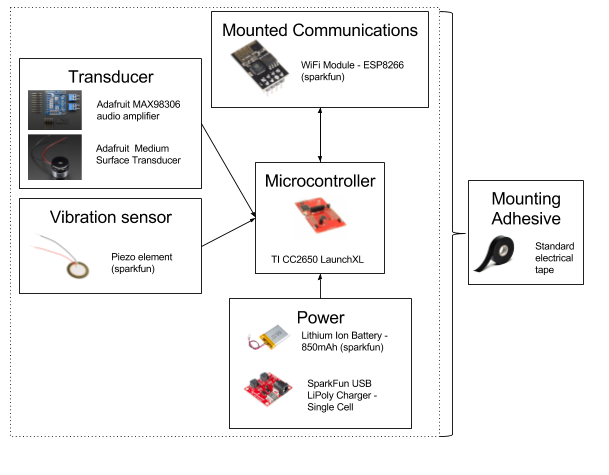 Mounted Communications
WiFi Module - ESP8266
(sparkfun)
Transducer
Adafruit MAX98306
audio amplifier
Adafruit Medium
Surface Transducer
Microcontroller
TI CC2650 LaunchXL
Vibration sensor
Piezo element
(sparkfun)
Power
Lithium Ion Battery -
850mAh (sparkfun)
SparkFun USB
LiPoly Charger -
Single Cell
Mounting
Adhesive
Standard
electrical
tape